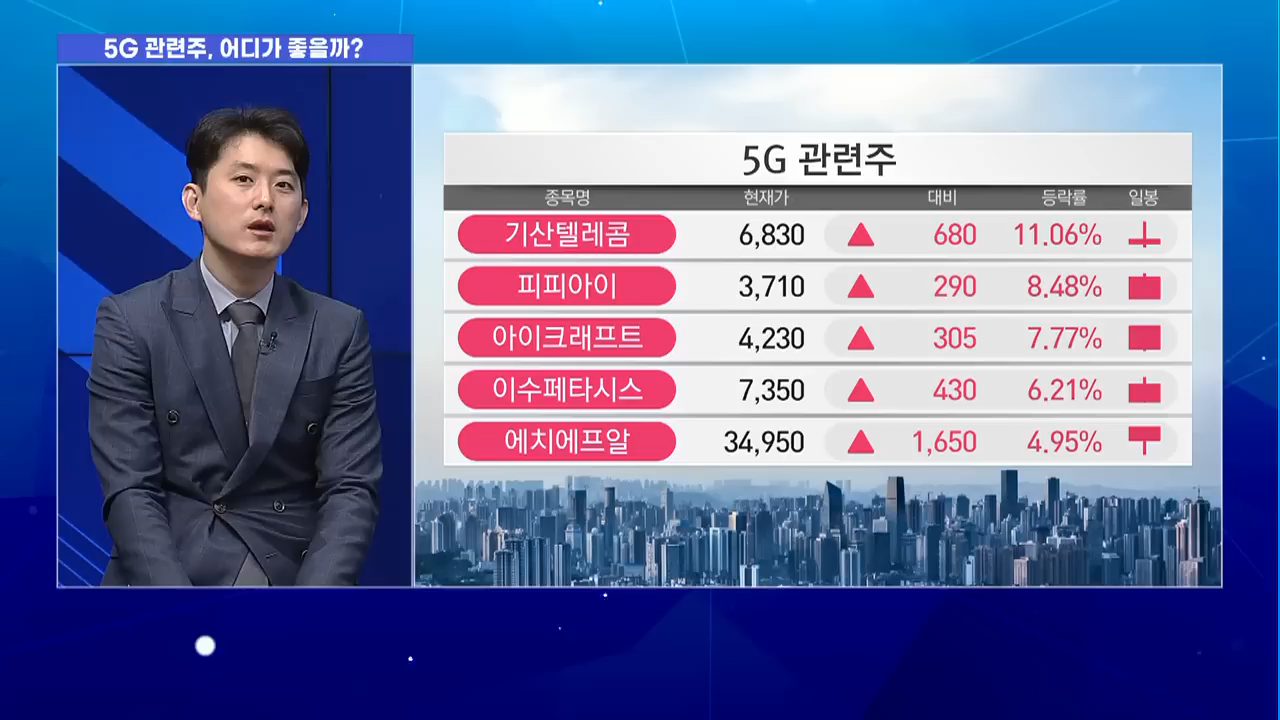 5G 관련주, 어디가 좋을까?
5G 관련주
종목명 현재가 대비 등락률 일봉
기산텔레콤 6,830 ▲ 680 11.06%
피피아이 3,710 ▲ 290 8.48%
아이크래프트 4,230 ▲ 305 7.77%
이수페타시스 7,350 ▲ 430 6.21%
에치에프알 34,950 ▲ 1,650 4.95%